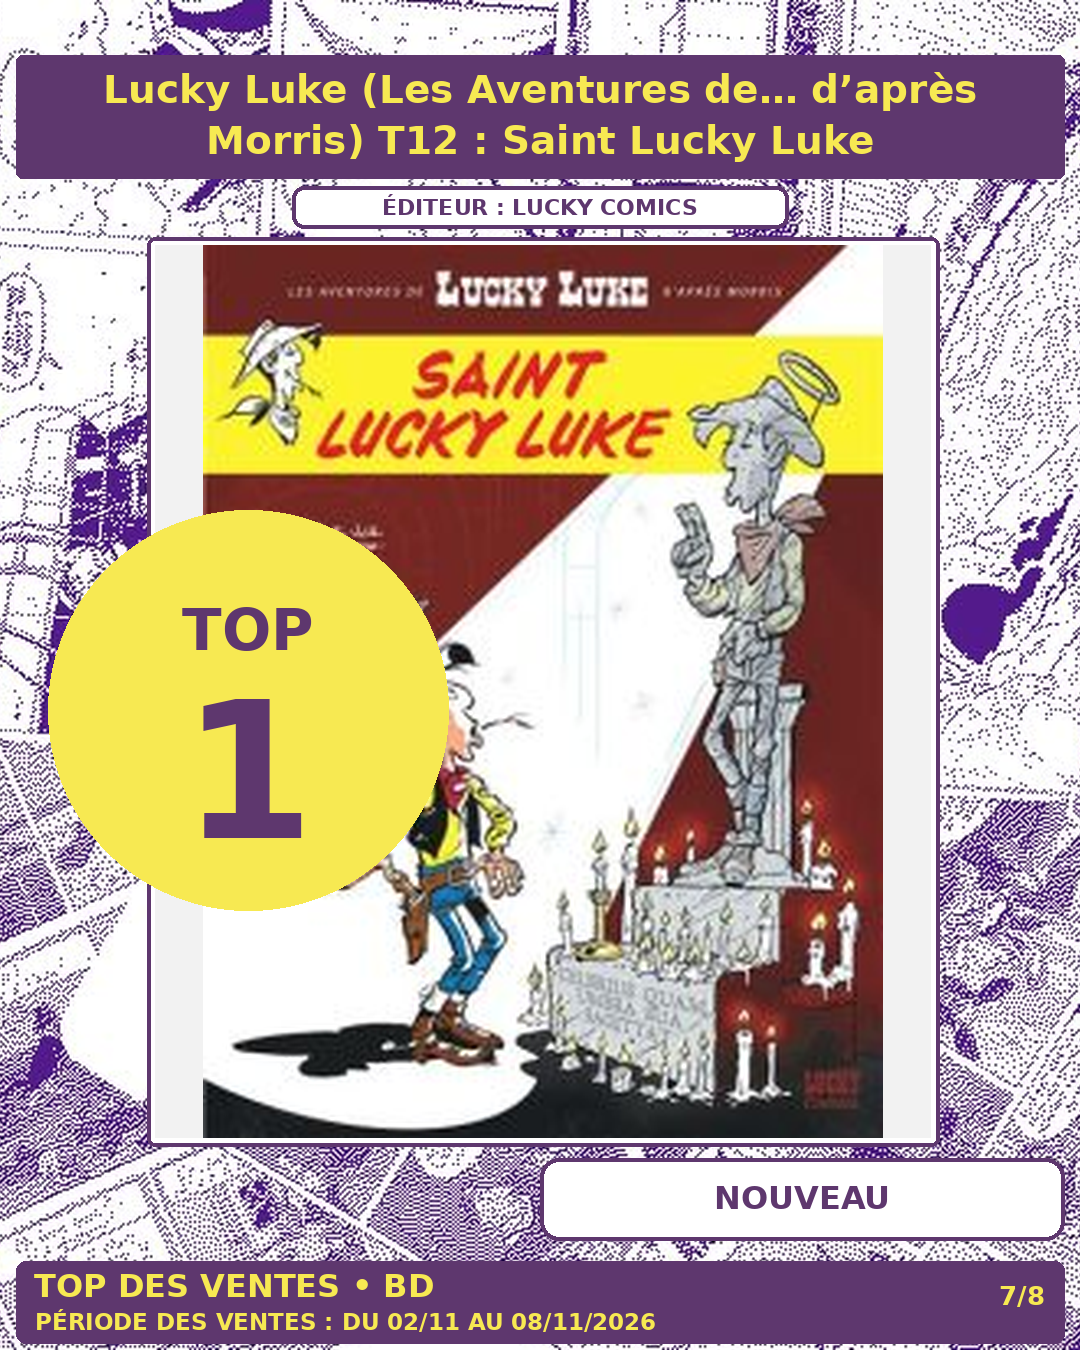 Lucky Luke (Les Aventures de… d’après
Morris) T12 : Saint Lucky Luke
ÉDITEUR : LUCKY COMICS
LES AVENTURES DE LUCKY LUKE D'APRÈS MORRIS
SAINT
LUCKY LUKE
TOP
1
LUCKY
COMICS
NOUVEAU
TOP DES VENTES • BD
7/8
PÉRIODE DES VENTES : DU 02/11 AU 08/11/2026